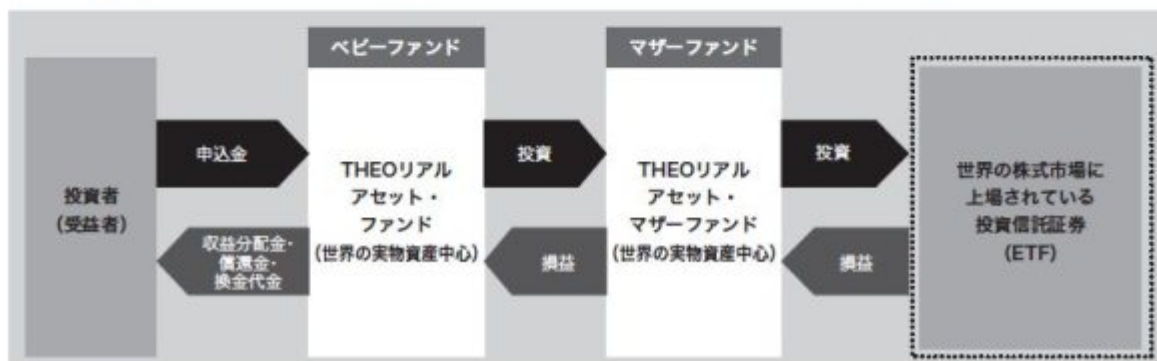 ベビーファンド
マザーファンド
投資者
(受益者)
申込金
収益分配金・
償還金・
換金代金
THEOリアル
アセット・
ファンド
(世界の実物資産中心)
投資
損益
THEOリアル
アセット・
マザーファンド
(世界の実物資産中心)
投資
損益
世界の株式市場に
上場されている
投資信託証券
(ETF)